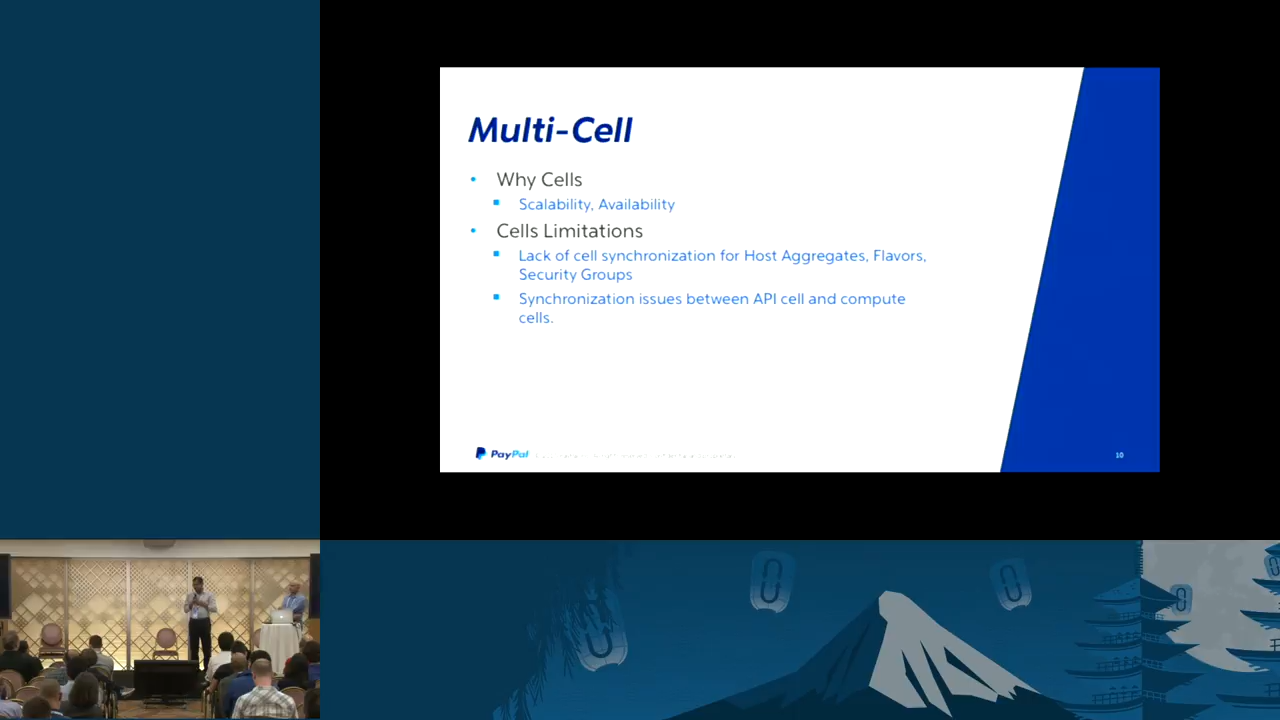 Multi-Cell
Why Cells
Scalability, Availability
Cells Limitations
Lack of cell synchronization for Host Aggregates, Flavors,
Security Groups
Synchronization issues between API cell and compute
cells.
PayPal
10